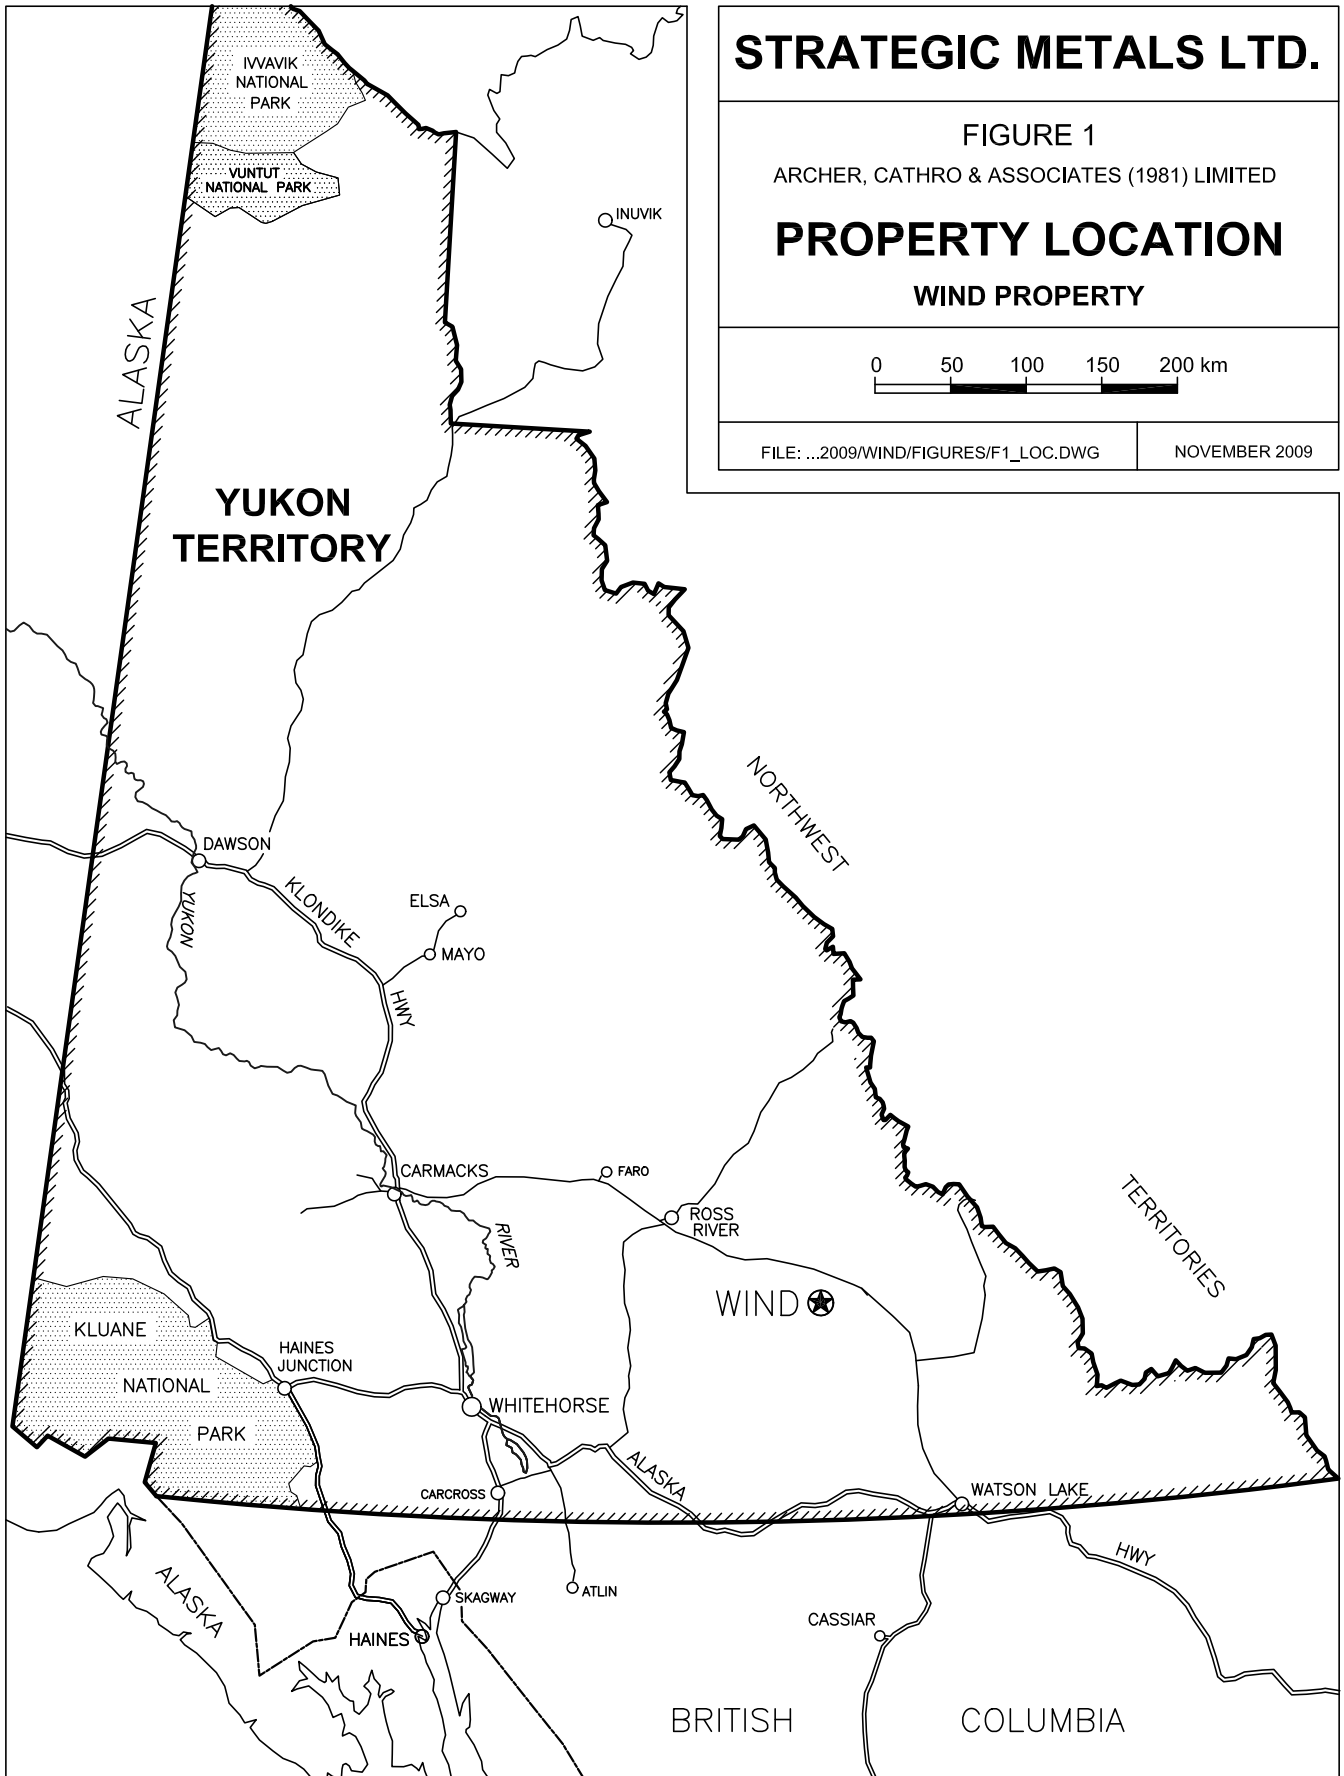 STRATEGIC METALS LTD.
FIGURE 1
ARCHER, CATHRO & ASSOCIATES (1981) LIMITED
PROPERTY LOCATION
WIND PROPERTY
0 50 100 150 200 km
FILE: ...2009/WIND/FIGURES/F1_LOC.DWG
NOVEMBER 2009
IVVAVIK
NATIONAL
PARK
VUNTUT
NATIONAL PARK
INUVIK
ALASKA
YUKON
TERRITORY
NORTHWEST
TERRITORIES
DAWSON
YUKON
KLONDIKE
HWY
ELSA
MAYO
CARMACKS
FARO
ROSS
RIVER
RIVER
WIND
KLUANE
NATIONAL
PARK
HAINES
JUNCTION
WHITEHORSE
ALASKA
CARCROSS
WATSON LAKE
HWY
ALASKA
SKAGWAY
ATLIN
HAINES
CASSIAR
BRITISH
COLUMBIA